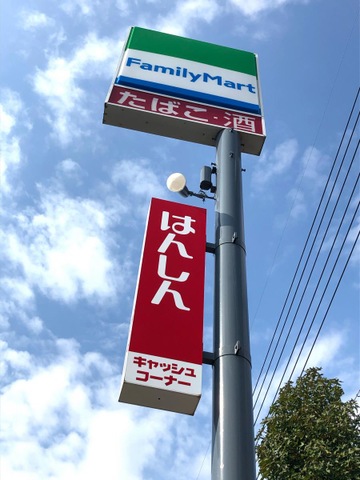 FamilyMart
たばこ・酒
はんしん
キャッシュ
コーナー